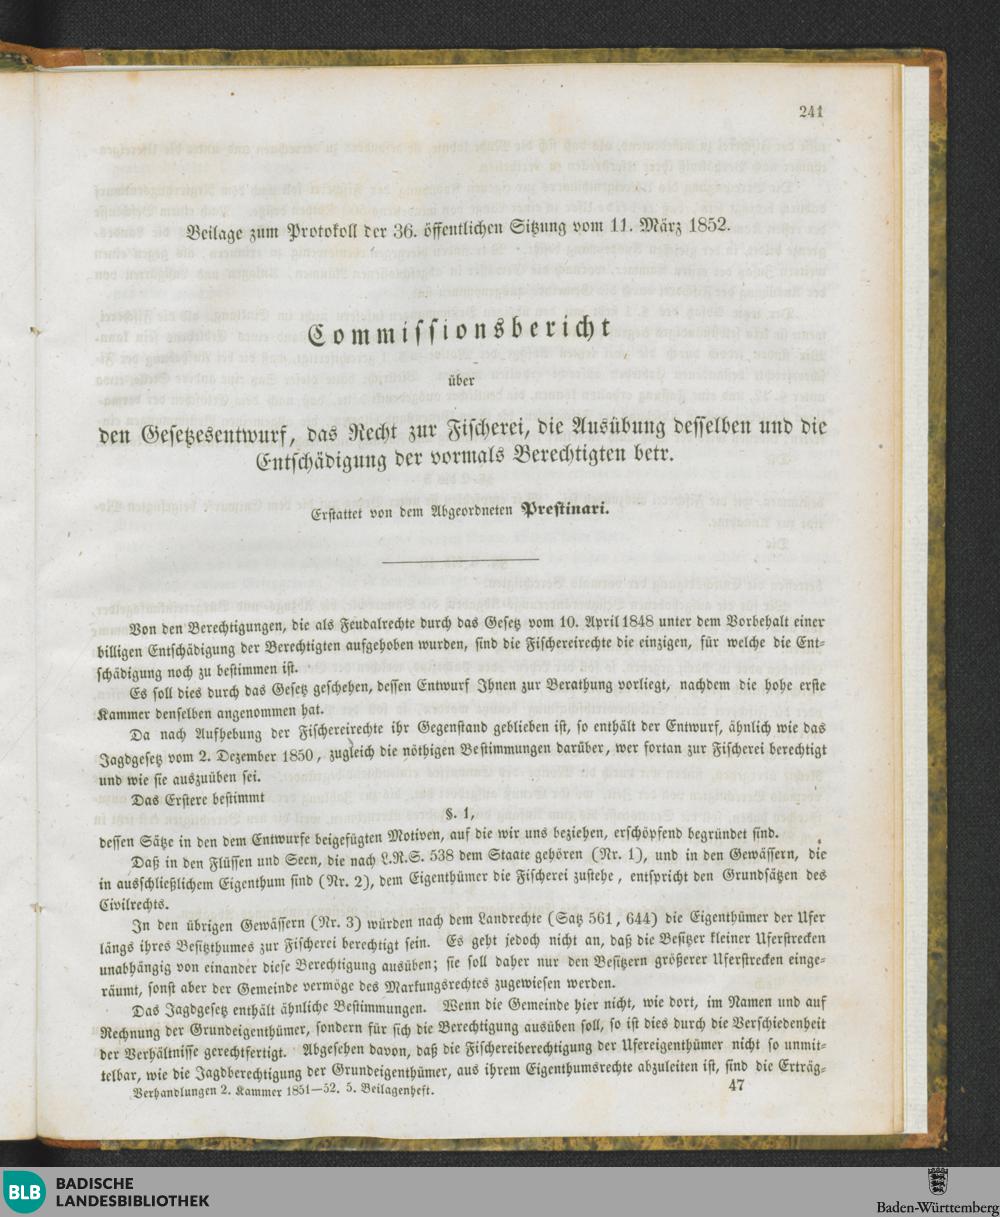 241
Beilage zum Protokoll der 36. öffentlichen Sitzung vom 11. März 1852.
Commissionsbericht
über
den Gesetzesentwurf, das Recht zur Fischerei, die Ausübung desselben und die
Entschädigung der vormals Berechtigten betr.
Erstattet von dem Abgeordneten Prestinari.
Von den Berechtigungen, die als Feudalrechte durch das Gesetz vom 10. April 1848 unter dem Vorbehalt einer
billigen Entschädigung der Berechtigten aufgehoben wurden, sind die Fischereirechte die einzigen, für welche die Ent-
schädigung noch zu bestimmen ist.
Es soll dies durch das Gesetz geschehen, dessen Entwurf Ihnen zur Berathung vorliegt, nachdem die hohe erste
Kammer denselben angenommen hat.
Da nach Aufhebung der Fischereirechte ihr Gegenstand geblieben ist, so enthält der Entwurf, ähnlich wie das
Jagdgesetz vom 2. Dezember 1850, zugleich die nöthigen Bestimmungen darüber, wer fortan zur Fischerei berechtigt
und wie sie auszuüben sei.
Das Erstere bestimmt
§. 1,
dessen Sätze in den dem Entwurfe beigefügten Motiven, auf die wir uns beziehen, erschöpfend begründet sind.
Daß in den Flüssen und Seen, die nach L.R.S. 538 dem Staate gehören (Nr. 1), und in den Gewässern, die
in ausschließlichem Eigenthum sind (Nr. 2), dem Eigenthümer die Fischerei zustehe, entspricht den Grundsätzen des
Civilrechts.
In den übrigen Gewässern (Nr. 3) würden nach dem Landrechte (Satz 561, 644) die Eigenthümer der Ufer
längs ihres Besitzthumes zur Fischerei berechtigt sein. Es geht jedoch nicht an, daß die Besitzer kleiner Uferstrecken
unabhängig von einander diese Berechtigung ausüben; sie soll daher nur den Besitzern größerer Uferstrecken einge-
räumt, sonst aber der Gemeinde vermöge des Markungsrechtes zugewiesen werden.
Das Jagdgesetz enthält ähnliche Bestimmungen. Wenn die Gemeinde hier nicht, wie dort, im Namen und auf
Rechnung der Grundeigenthümer, sondern für sich die Berechtigung ausüben soll, so ist dies durch die Verschiedenheit
der Verhältnisse gerechtfertigt. Abgesehen davon, daß die Fischereiberechtigung der Ufereigenthümer nicht so unmit-
telbar, wie die Jagdberechtigung der Grundeigenthümer, aus ihrem Eigenthumsrechte abzuleiten ist, sind die Erträg-
Verhandlungen 2. Kammer 1851—52. 5. Beilagenheft. 47
BLB BADISCHE
LANDESBIBLIOTHEK
Baden-Württemberg